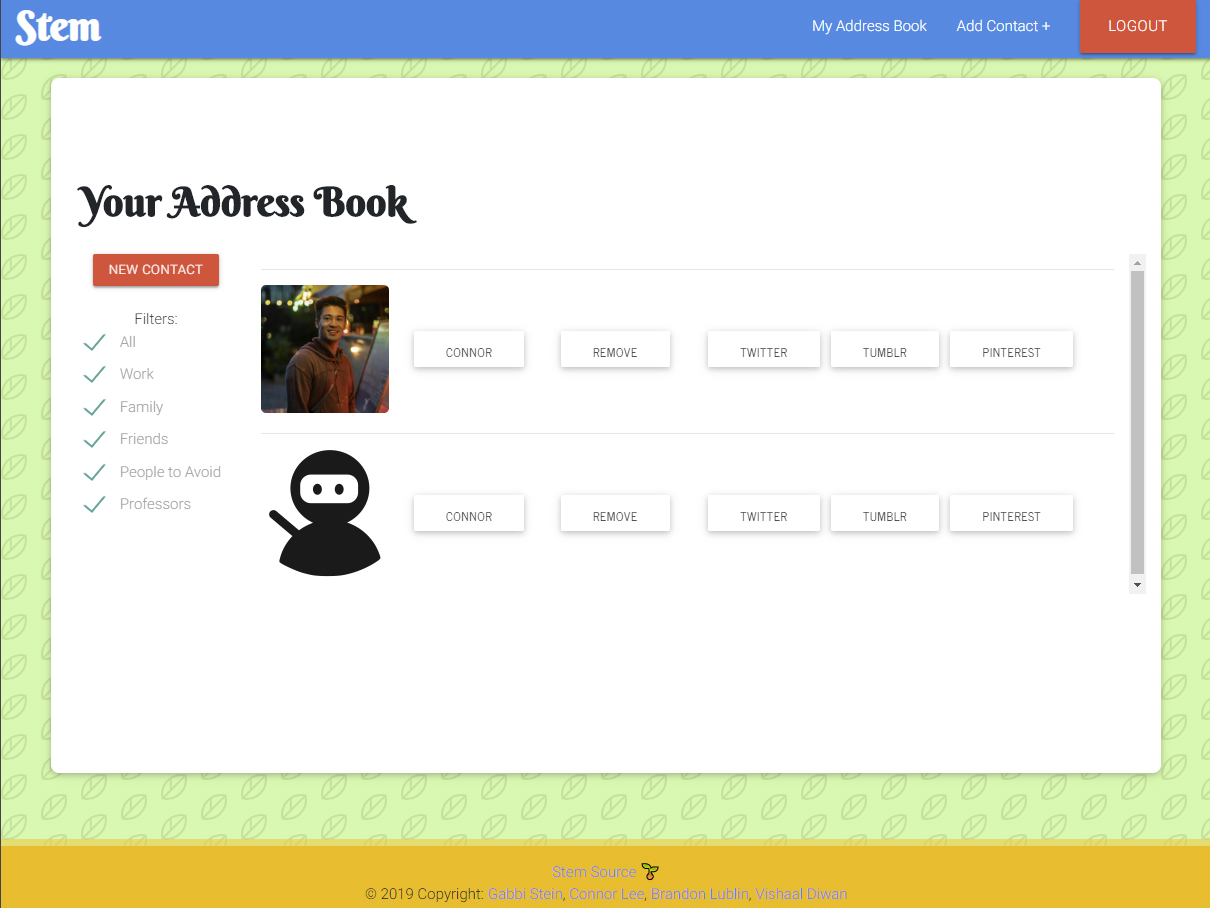 Stem
My Address Book Add Contact + LOGOUT
Your Address Book
NEW CONTACT
Filters:
All
Work
Family
Friends
People to Avoid
Professors
CONNOR REMOVE TWITTER TUMBLR PINTEREST
CONNOR REMOVE TWITTER TUMBLR PINTEREST
Stem Source
© 2019 Copyright: Gabbi Stein, Connor Lee, Brandon Lublin, Vishaal Diwan